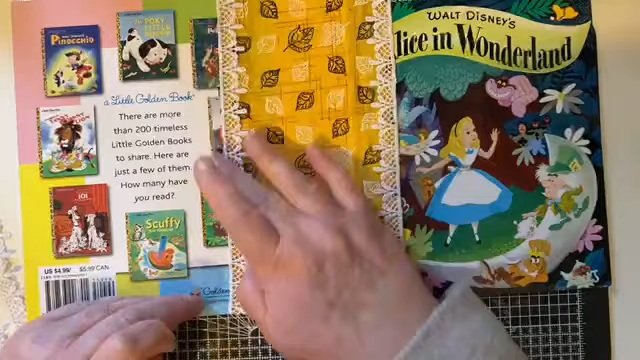 Pinocchio
The POKY LITTLE
PUPPY
a Little Golden Book
There are more
than 200 timeless
Little Golden Books
to share. Here are
just a few of them.
How many have
you read?
101
Scuffy
US $4.99/ $5.99 CAN
Golden
WALT DISNEY'S
lice in Wonderland